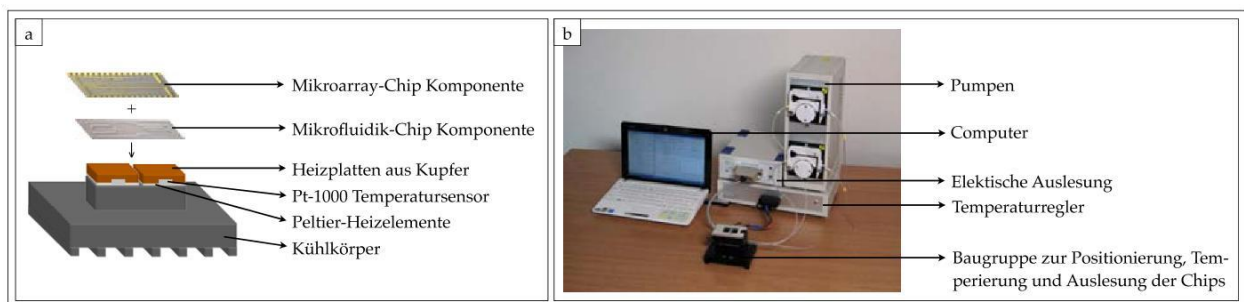 a
Mikroarray-Chip Komponente
+
Mikrofluidik-Chip Komponente
Heizplatten aus Kupfer
Pt-1000 Temperatursensor
Peltier-Heizelemente
Kühlkörper
b
Pumpen
Computer
Elektische Auslesung
Temperaturregler
Baugruppe zur Positionierung, Tem-
perierung und Auslesung der Chips